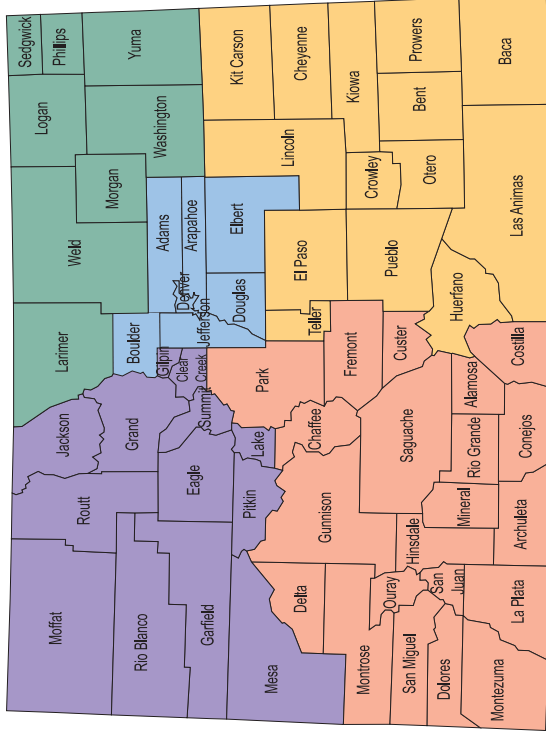 Moffat
Routt
Jackson
Larimer
Weld
Logan
Sedgwick
Phillips
Rio Blanco
Grand
Boulder
Morgan
Washington
Yuma
Garfield
Eagle
Summit
Gilpin
Clear
Creek
Jefferson
Denver
Adams
Arapahoe
Mesa
Pitkin
Lake
Park
Douglas
Elbert
Lincoln
Kit Carson
Delta
Gunnison
Chaffee
Teller
El Paso
Cheyenne
Montrose
Ouray
Hinsdale
Saguache
Fremont
Custer
Pueblo
Crowley
Kiowa
San Miguel
San
Juan
Mineral
Rio Grande
Alamosa
Huerfano
Otero
Bent
Prowers
Dolores
Montezuma
La Plata
Archuleta
Conejos
Costilla
Las Animas
Baca